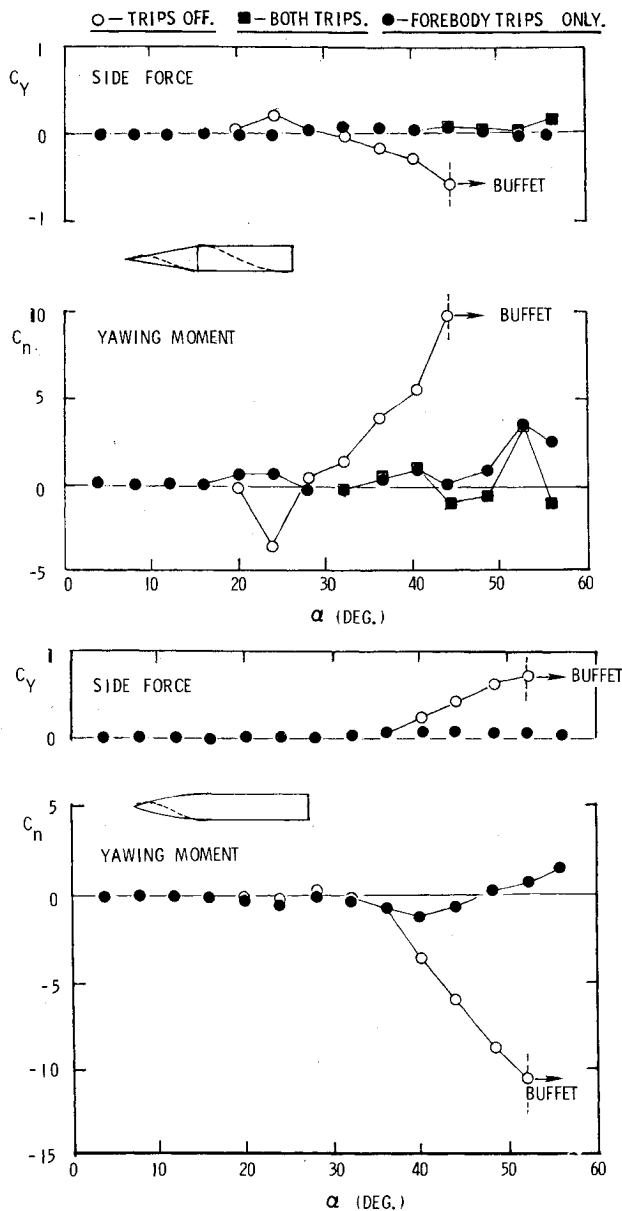 ○–TRIPS OFF. ■–BOTH TRIPS. ●–FOREBODY TRIPS ONLY.
1
C_Y
SIDE FORCE
0
BUFFET
-1
10
C_n.
YAWING MOMENT
BUFFET
5
0
-5
0 10 20 30 40 50 60
α (DEG.)
1
C_Y
SIDE FORCE
BUFFET
0
5
C_n
YAWING MOMENT
0
-5
-10
BUFFET
-15
0 10 20 30 40 50 60
α (DEG.)